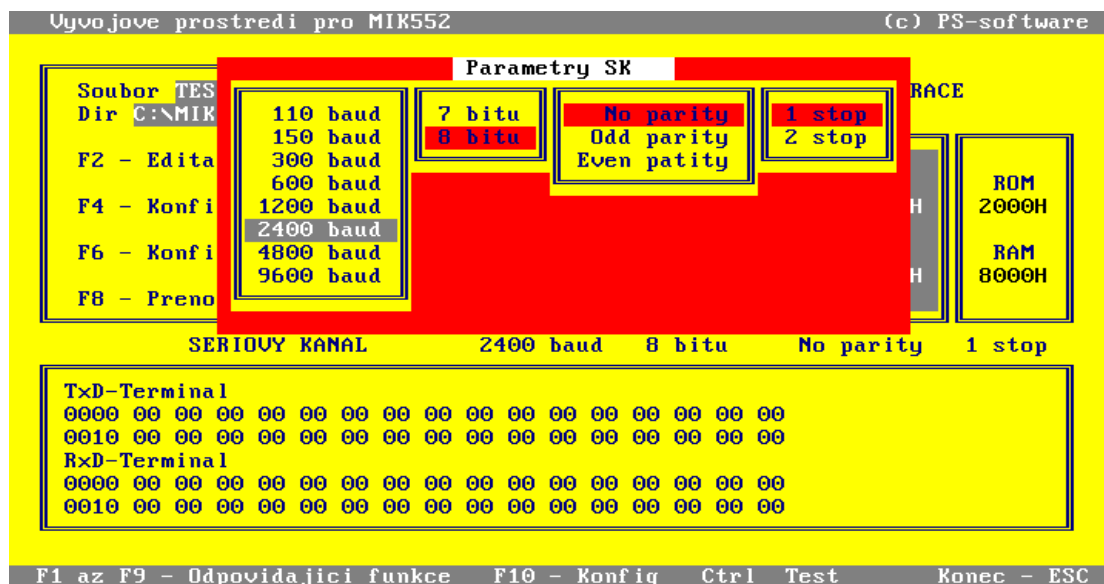 Vyvojove prostredi pro MIK552 (c) PS-software
Parametry SK
Soubor TES RACE
Dir C:\MIK
110 baud
150 baud
300 baud
600 baud
1200 baud
2400 baud
4800 baud
9600 baud
7 bitu
8 bitu
No parity
Odd parity
Even patity
1 stop
2 stop
F2 - Edita
F4 - Konfi
F6 - Konfi
F8 - Preno
H
H
ROM
2000H
RAM
8000H
SERIOVY KANAL 2400 baud 8 bitu No parity 1 stop
TxD-Terminal
0000 00 00 00 00 00 00 00 00 00 00 00 00 00 00 00 00
0010 00 00 00 00 00 00 00 00 00 00 00 00 00 00 00 00
RxD-Terminal
0000 00 00 00 00 00 00 00 00 00 00 00 00 00 00 00 00
0010 00 00 00 00 00 00 00 00 00 00 00 00 00 00 00 00
F1 az F9 - Odpovidajici funkce F10 - Konfig Ctrl Test Konec - ESC